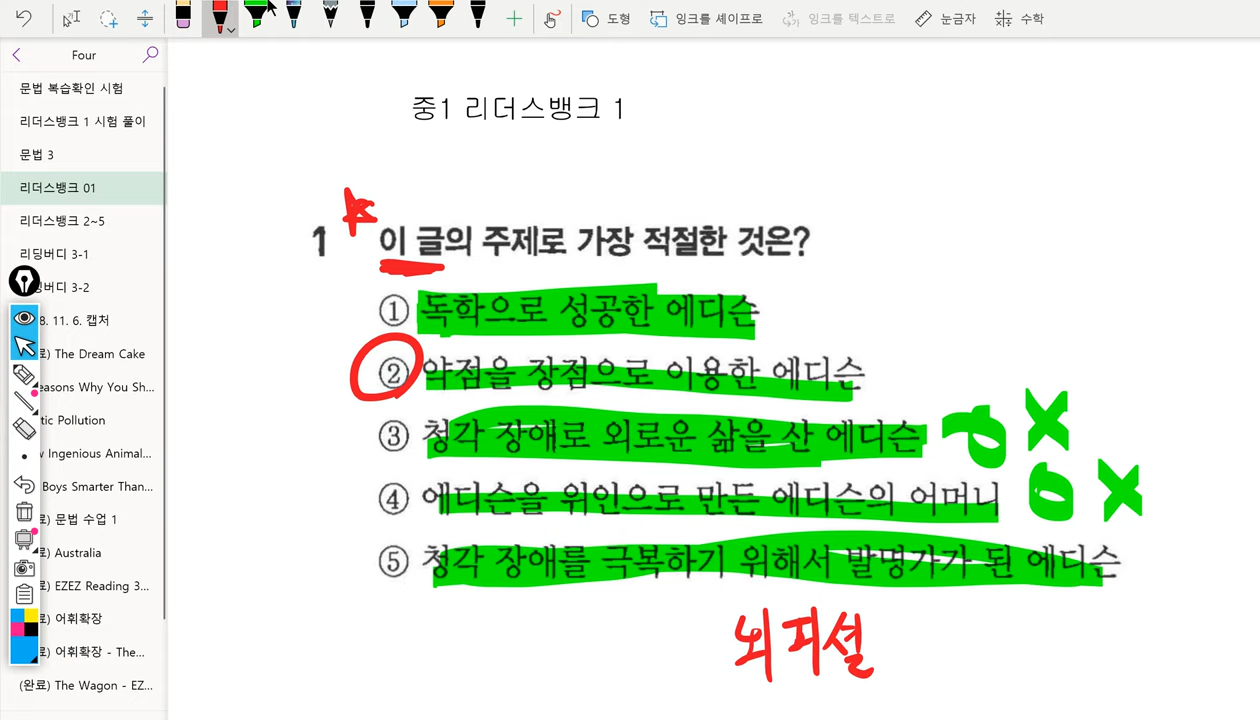 도형
잉크를 셰이프로
잉크를 텍스트로
눈금자
수학
Four
문법 복습확인 시험
리더스뱅크 1 시험 풀이
문법 3
리더스뱅크 01
리더스뱅크 2~5
리딩버디 3-1
딩버디 3-2
8. 11. 6. 캡처
료) The Dream Cake
easons Why You Sh...
tic Pollution
w Ingenious Animal...
Boys Smarter Than...
료) 문법 수업 1
료) Australia
료) EZEZ Reading 3...
료) 어휘확장
료) 어휘확장 - The...
(완료) The Wagon - EZ...
중1 리더스뱅크 1
1 이 글의 주제로 가장 적절한 것은?
① 독학으로 성공한 에디슨
② 약점을 장점으로 이용한 에디슨
③ 청각 장애로 외로운 삶을 산 에디슨
④ 에디슨을 위인으로 만든 에디슨의 어머니
⑤ 청각 장애를 극복하기 위해서 발명가가 된 에디슨
뇌피셜